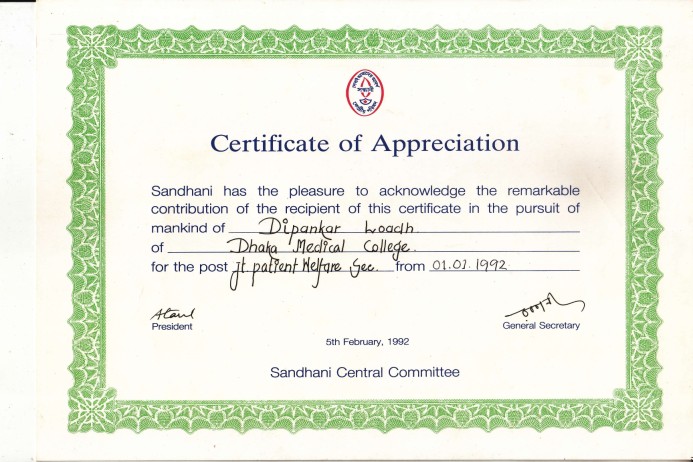 সন্ধানী
Certificate of Appreciation
Sandhani has the pleasure to acknowledge the remarkable
contribution of the recipient of this certificate in the pursuit of
mankind of Dipankar Loadh
of Dhaka Medical College.
for the post Jt. patient Welfare Sec. from 01.01.1992
President
General Secretary
5th February, 1992
Sandhani Central Committee